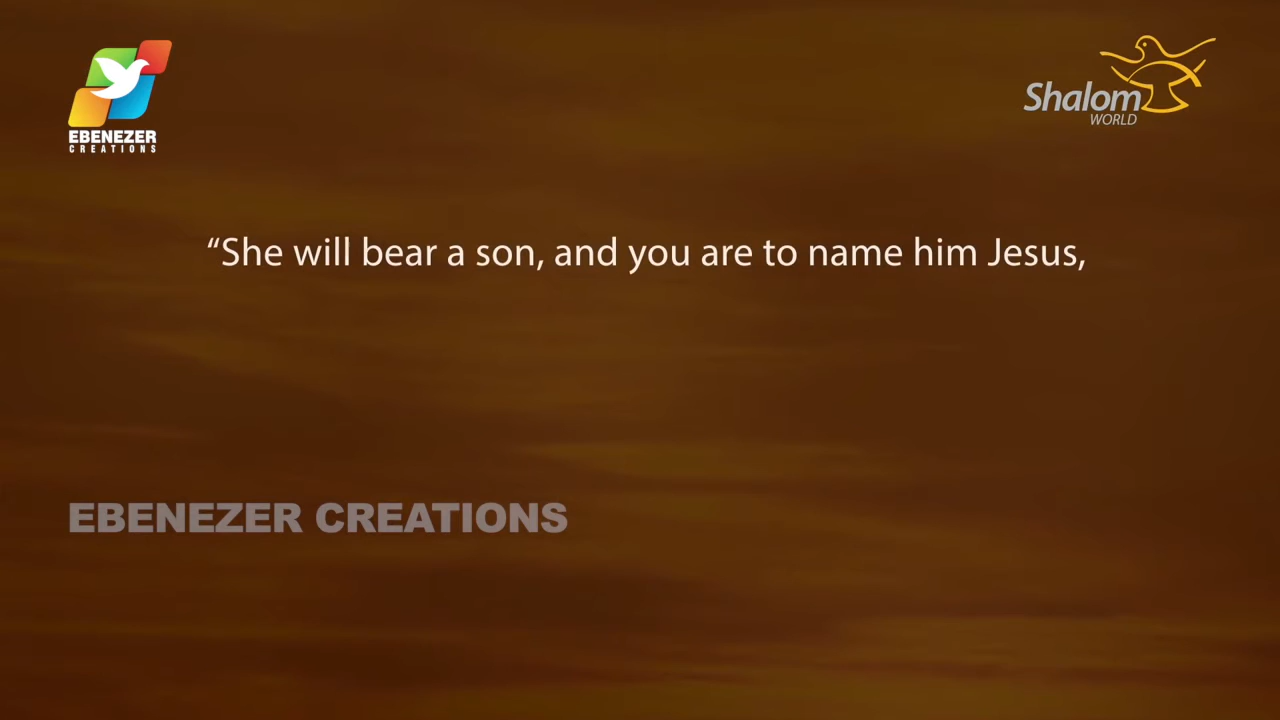 EBENEZER
CREATIONS
Shalom
WORLD
“She will bear a son, and you are to name him Jesus,
EBENEZER CREATIONS